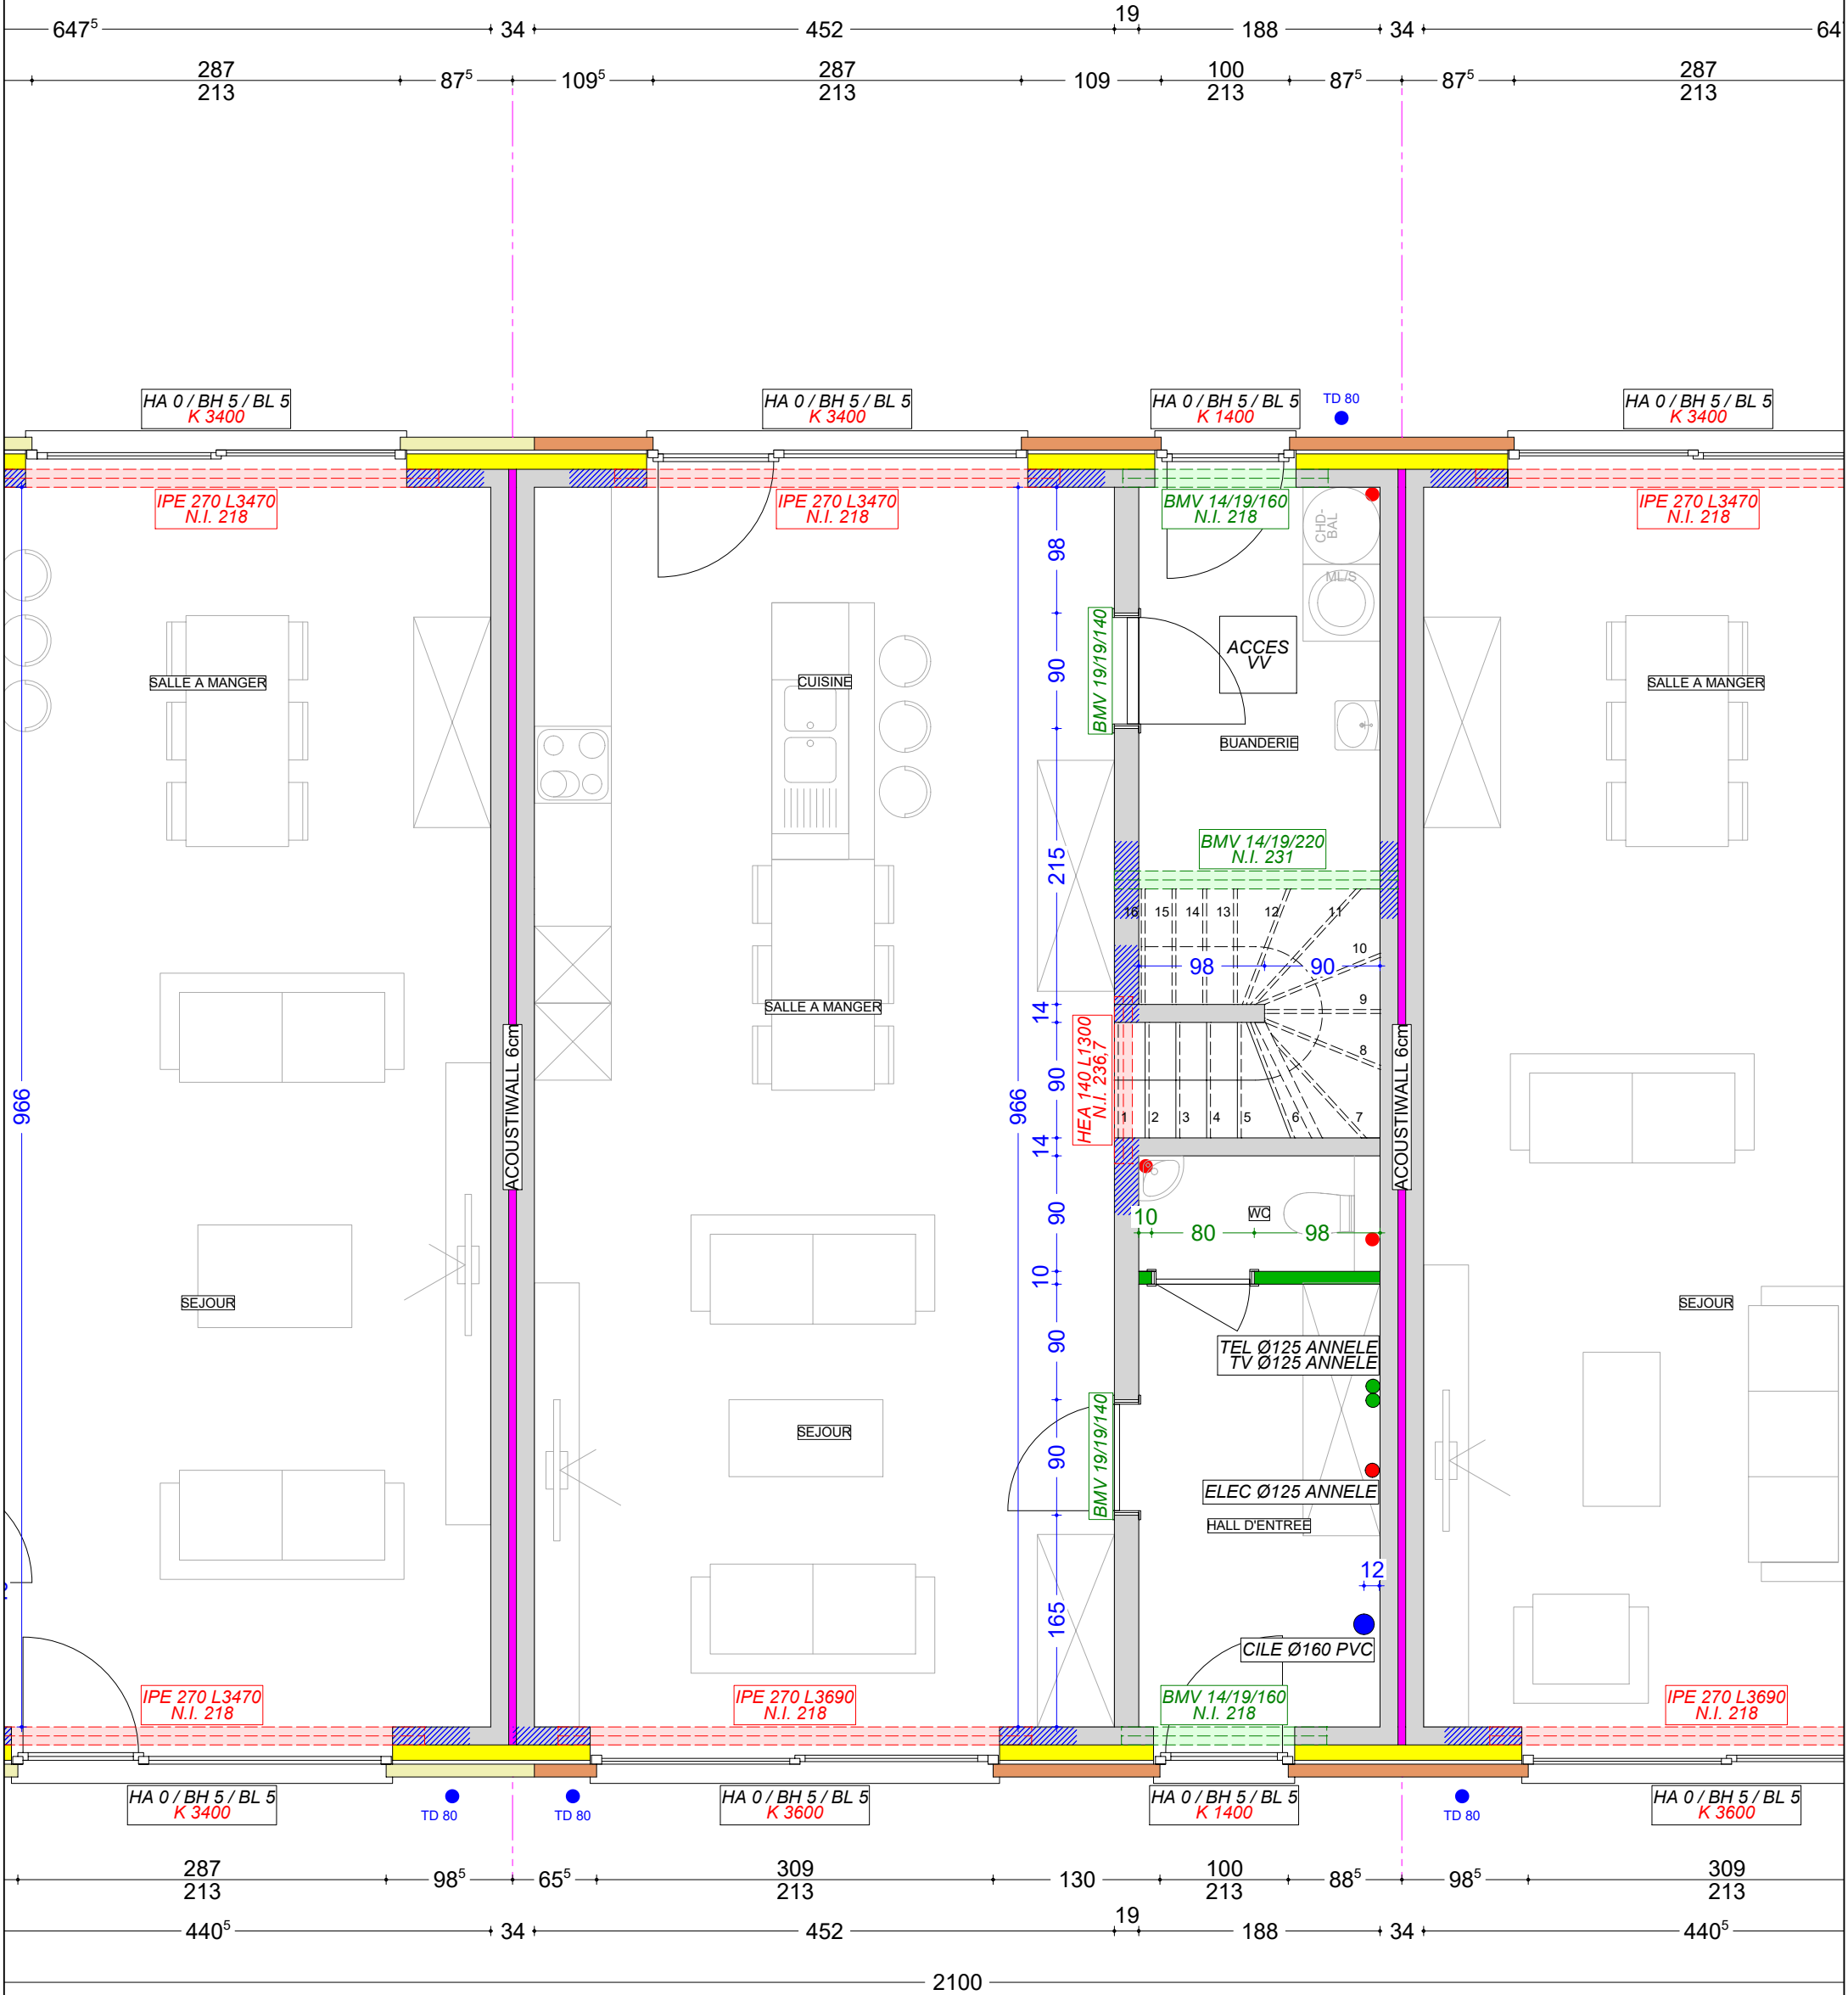 19
647⁵ 34 452 188 34 64
287 87⁵ 109⁵ 287 109 100 87⁵ 87⁵ 287
213 213 213 213
HA 0 / BH 5 / BL 5
K 3400
HA 0 / BH 5 / BL 5
K 3400
HA 0 / BH 5 / BL 5
K 1400
TD 80
HA 0 / BH 5 / BL 5
K 3400
IPE 270 L3470
N.I. 218
IPE 270 L3470
N.I. 218
BMV 14/19/160
N.I. 218
IPE 270 L3470
N.I. 218
CHD-
BAL
ML/S
98
90
BMV 19/19/140
ACCES
VV
SALLE A MANGER
CUISINE
SALLE A MANGER
BUANDERIE
BMV 14/19/220
N.I. 231
215
16 15 14 13 12 11
10
98 90
9
SALLE A MANGER
14
8
HEA 140 L1300
N.I. 236,7
ACOUSTIWALL 6cm
ACOUSTIWALL 6cm
966
966
90
1 2 3 4 5 6 7
14
90
WC
10 80 98
10
SEJOUR
SEJOUR
90
TEL Ø125 ANNELE
TV Ø125 ANNELE
SEJOUR
90
BMV 19/19/140
ELEC Ø125 ANNELE
HALL D'ENTREE
12
165
CILE Ø160 PVC
IPE 270 L3470
N.I. 218
IPE 270 L3690
N.I. 218
BMV 14/19/160
N.I. 218
IPE 270 L3690
N.I. 218
HA 0 / BH 5 / BL 5
K 3400
TD 80
TD 80
HA 0 / BH 5 / BL 5
K 3600
HA 0 / BH 5 / BL 5
K 1400
TD 80
HA 0 / BH 5 / BL 5
K 3600
287 98⁵ 65⁵ 309 130 100 88⁵ 98⁵ 309
213 213 213 213
19
440⁵ 34 452 188 34 440⁵
2100